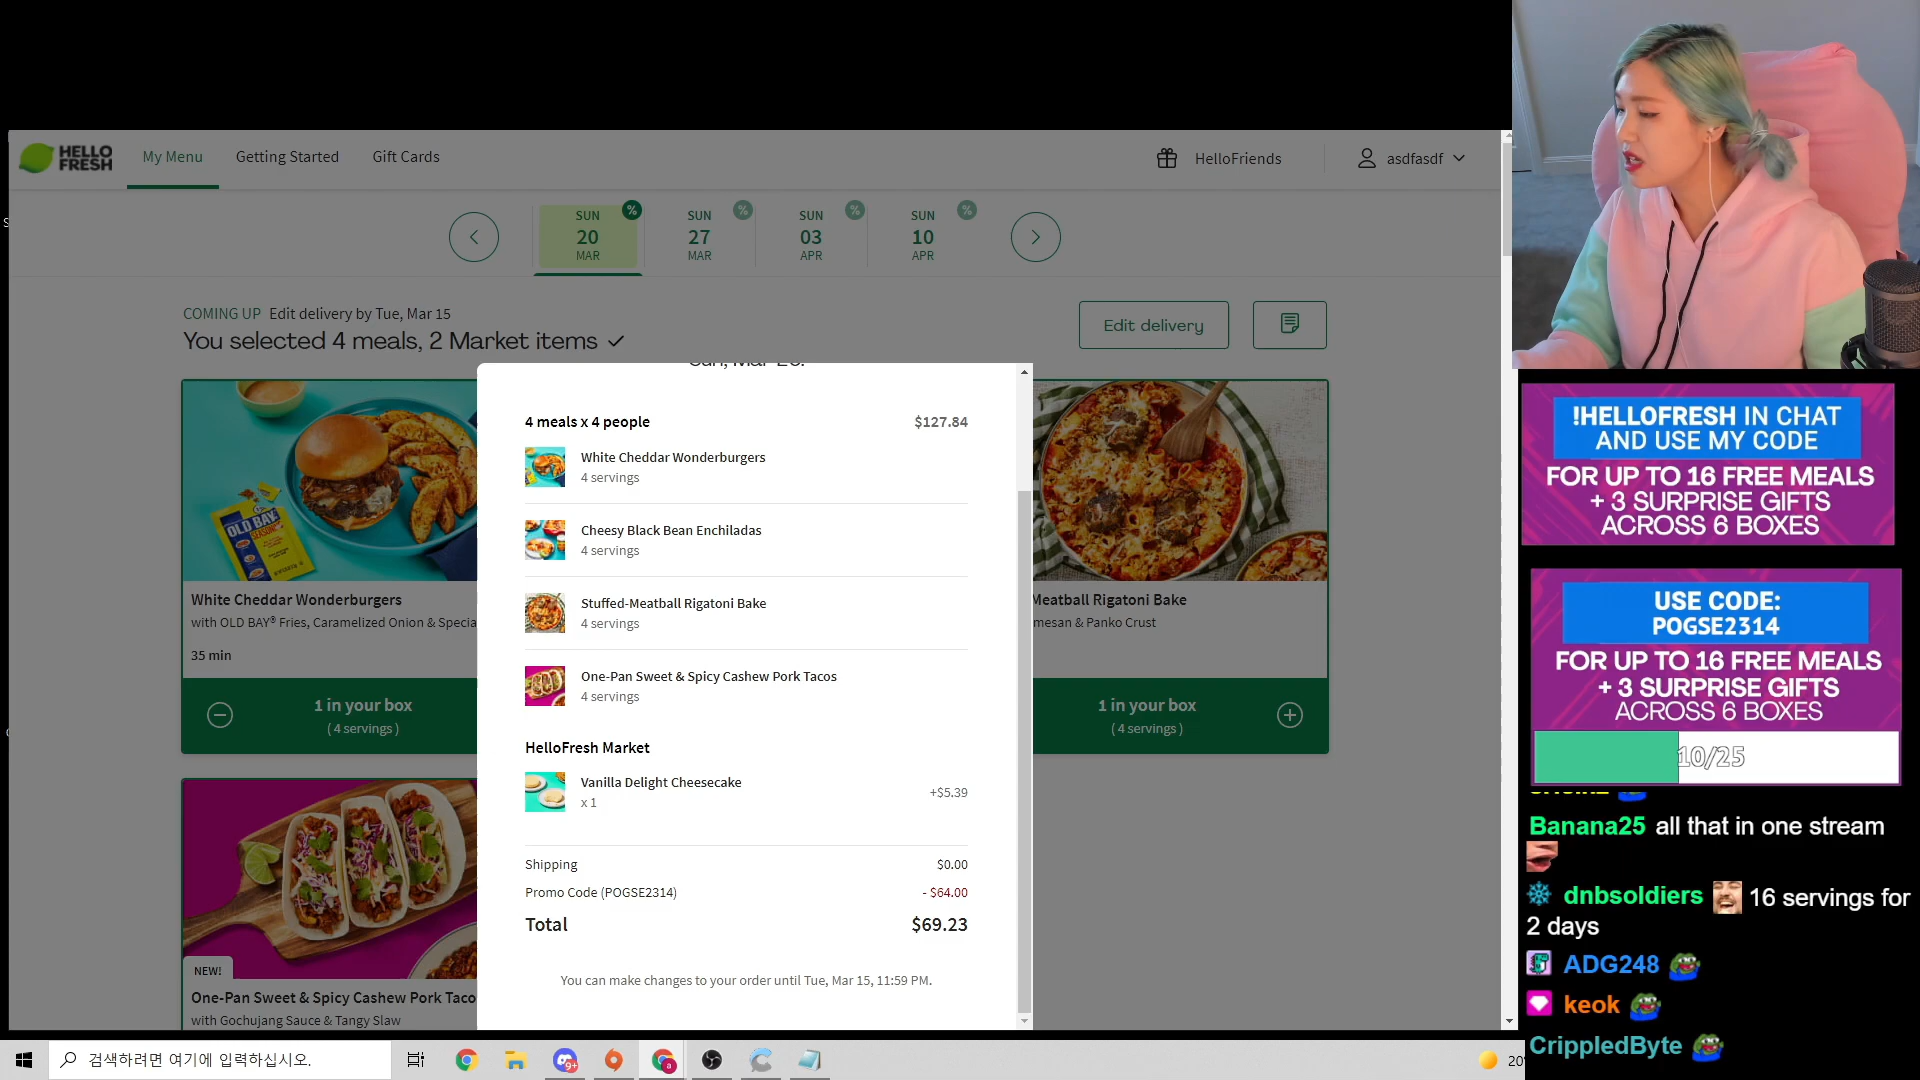 HELLO
FRESH
My Menu
Getting Started
Gift Cards
HelloFriends
asdfasdf
SUN
20
MAR
%
SUN
27
MAR
%
SUN
03
APR
%
SUN
10
APR
%
COMING UP Edit delivery by Tue, Mar 15
You selected 4 meals, 2 Market items
Edit delivery
4 meals x 4 people $127.84
White Cheddar Wonderburgers
4 servings
Cheesy Black Bean Enchiladas
4 servings
Stuffed-Meatball Rigatoni Bake
4 servings
One-Pan Sweet & Spicy Cashew Pork Tacos
4 servings
HelloFresh Market
Vanilla Delight Cheesecake
x 1
+$5.39
Shipping $0.00
Promo Code (POGSE2314) - $64.00
Total $69.23
You can make changes to your order until Tue, Mar 15, 11:59 PM.
OLD BAY
White Cheddar Wonderburgers
with OLD BAY® Fries, Caramelized Onion & Specia
35 min
1 in your box
( 4 servings )
Meatball Rigatoni Bake
mesan & Panko Crust
1 in your box
( 4 servings )
NEW!
One-Pan Sweet & Spicy Cashew Pork Taco
with Gochujang Sauce & Tangy Slaw
!HELLOFRESH IN CHAT
AND USE MY CODE
FOR UP TO 16 FREE MEALS
+ 3 SURPRISE GIFTS
ACROSS 6 BOXES
USE CODE:
POGSE2314
FOR UP TO 16 FREE MEALS
+ 3 SURPRISE GIFTS
ACROSS 6 BOXES
10/25
Banana25 all that in one stream
dnbsoldiers 16 servings for
2 days
ADG248
keok
CrippledByte
검색하려면 여기에 입력하십시오.
9+
a
20